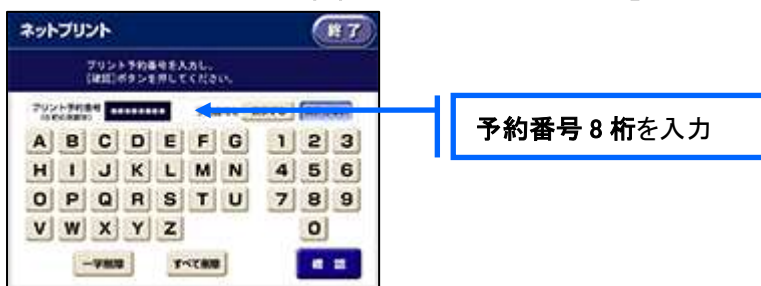 ネットプリント
終了
プリント予約番号を入力し、
[確認]ボタンを押してください。
プリント予約番号
********
予約番号8桁を入力
A B C D E F G 1 2 3
H I J K L M N 4 5 6
O P Q R S T U 7 8 9
V W X Y Z 0
一字削除 すべて削除 確認